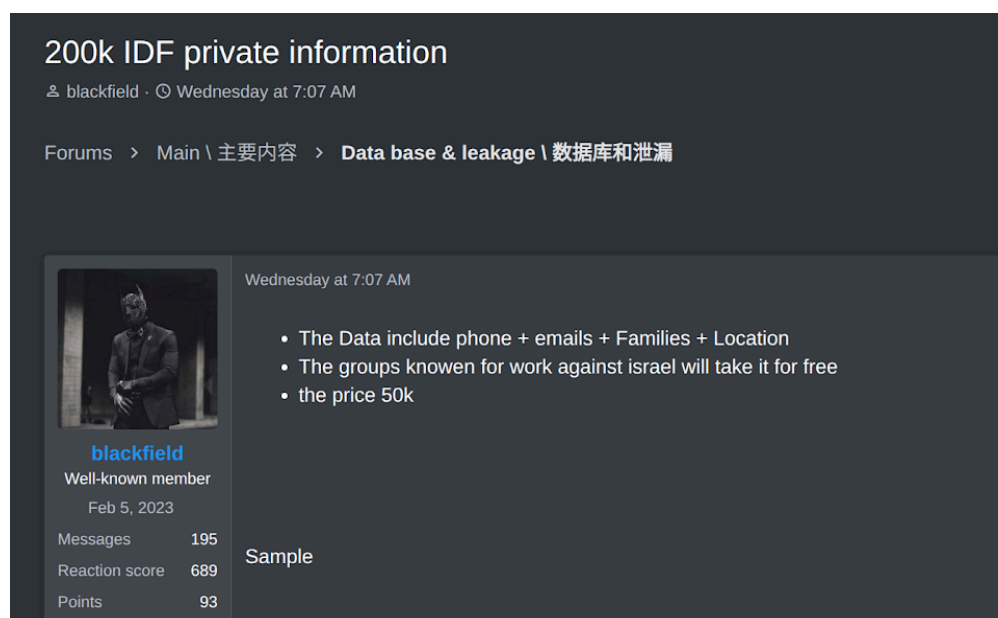 200k IDF private information
blackfield · Wednesday at 7:07 AM
Forums > Main \ 主要内容 > Data base & leakage \ 数据库和泄漏
Wednesday at 7:07 AM
• The Data include phone + emails + Families + Location
• The groups knowen for work against israel will take it for free
• the price 50k
blackfield
Well-known member
Feb 5, 2023
Messages 195
Reaction score 689
Points 93
Sample